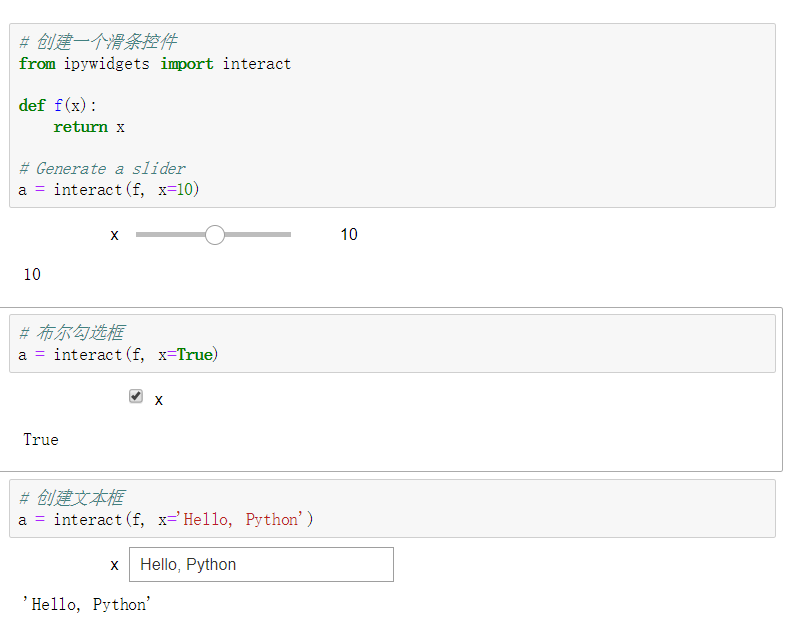 # 创建一个滑条控件
from ipywidgets import interact
def f(x):
    return x
# Generate a slider
a = interact(f, x=10)
x 10
10
# 布尔勾选框
a = interact(f, x=True)
x
True
# 创建文本框
a = interact(f, x='Hello, Python')
x Hello, Python
'Hello, Python'